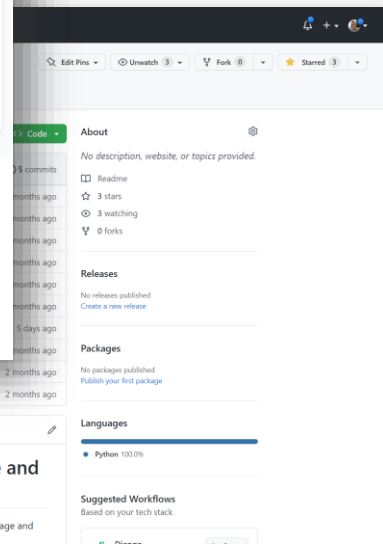 Edit Pins
Unwatch 3
Fork 0
Starred 3
Code
About
No description, website, or topics provided.
5 commits
Readme
months ago
3 stars
months ago
3 watching
months ago
0 forks
months ago
months ago
Releases
months ago
No releases published
Create a new release
5 days ago
months ago
Packages
2 months ago
No packages published
Publish your first package
2 months ago
Languages
Python 100.0%
and
Suggested Workflows
Based on your tech stack
age and
Django